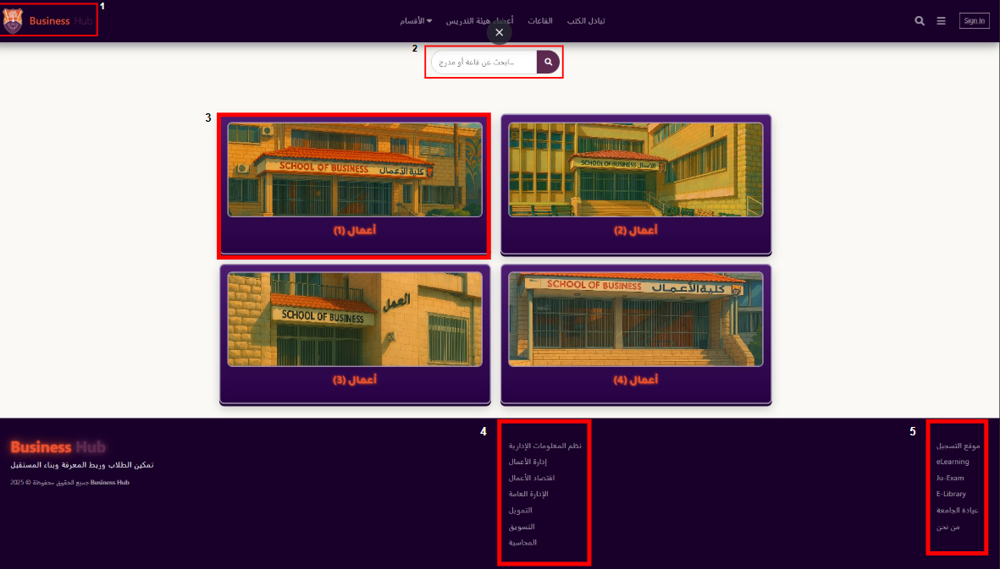 Business Hub
1
الأقسام
أعضاء هيئة التدريس
القاعات
تبادل الكتب
Sign In
2
ابحث عن قاعة أو مدرج...
3
SCHOOL OF BUSINESS كلية الأعمال
أعمال (1)
SCHOOL OF BUSINESS الأعمال
أعمال (2)
SCHOOL OF BUSINESS
العمل
أعمال (3)
SCHOOL OF BUSINESS كلية الأعمال
أعمال (4)
Business Hub
تمكين الطلاب وربط المعرفة وبناء المستقبل
جميع الحقوق محفوظة © 2025 Business Hub
4
نظم المعلومات الإدارية
إدارة الأعمال
اقتصاد الأعمال
الإدارة العامة
التمويل
التسويق
المحاسبة
5
موقع التسجيل
eLearning
Ju-Exam
E-Library
عيادة الجامعة
من نحن